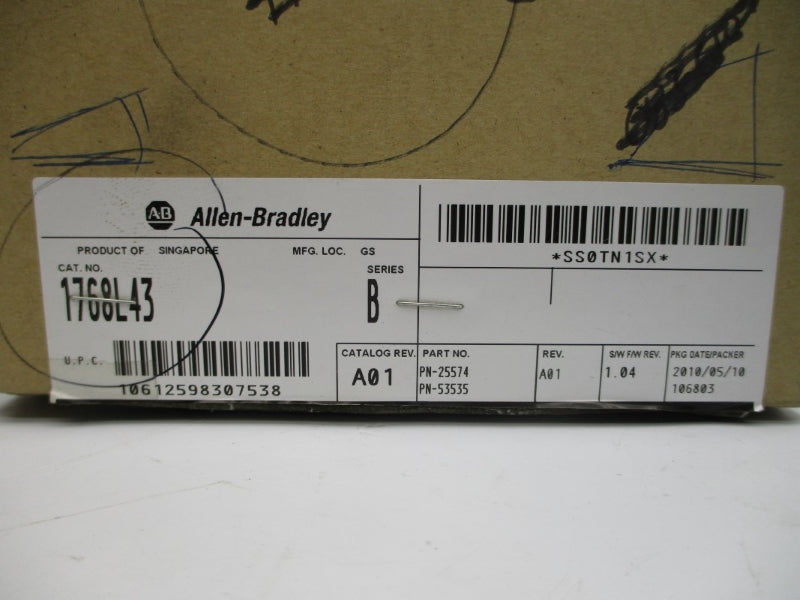 AB Allen-Bradley
*SS0TN1SX*
PRODUCT OF SINGAPORE MFG. LOC. GS
CAT. NO. SERIES
1768L43 B
U.P.C.
10612598307538
CATALOG REV.
A01
PART NO.
PN-25574
PN-53535
REV.
A01
S/W F/W REV.
1.04
PKG DATE/PACKER
2010/05/10
106803